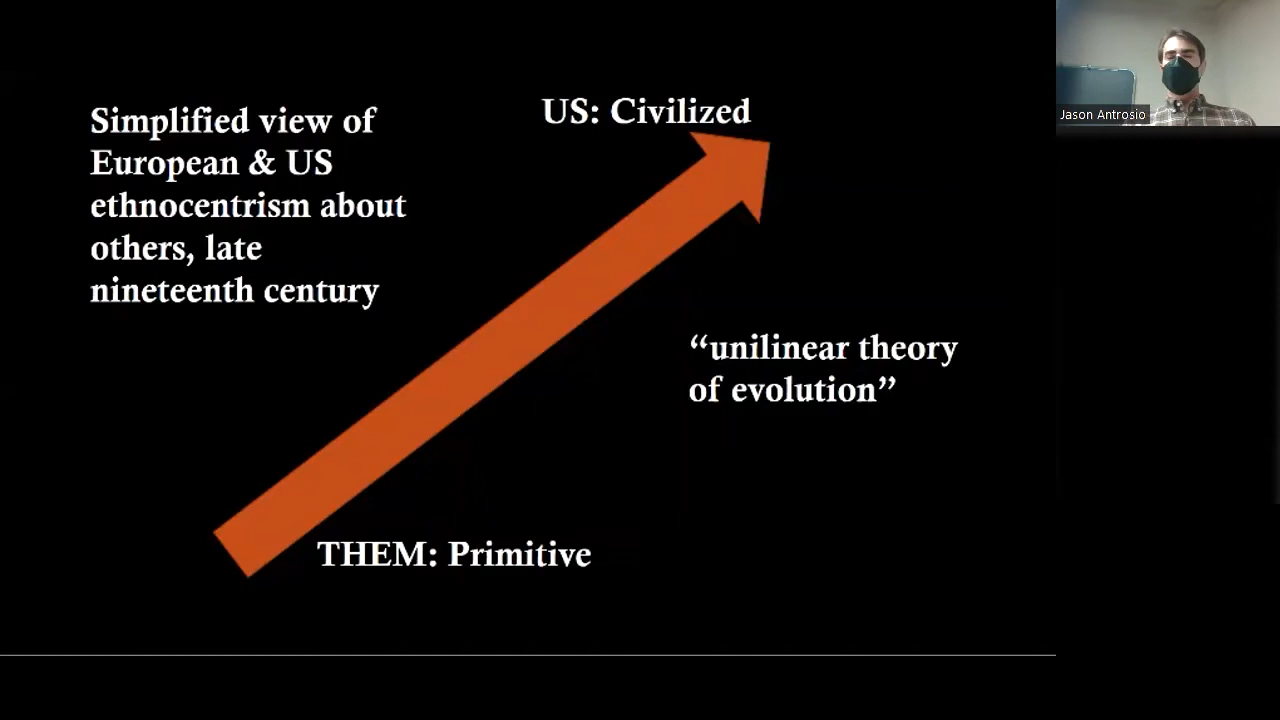 Simplified view of
European & US
ethnocentrism about
others, late
nineteenth century
US: Civilized
“unilinear theory
of evolution”
THEM: Primitive
Jason Antrosio